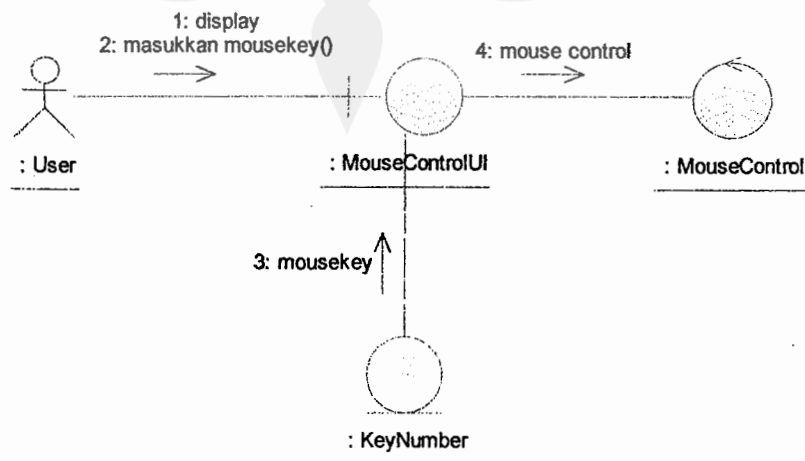 1: display
2: masukkan mousekey()
4: mouse control
: User
: MouseControlUI
: MouseControl
3: mousekey
: KeyNumber